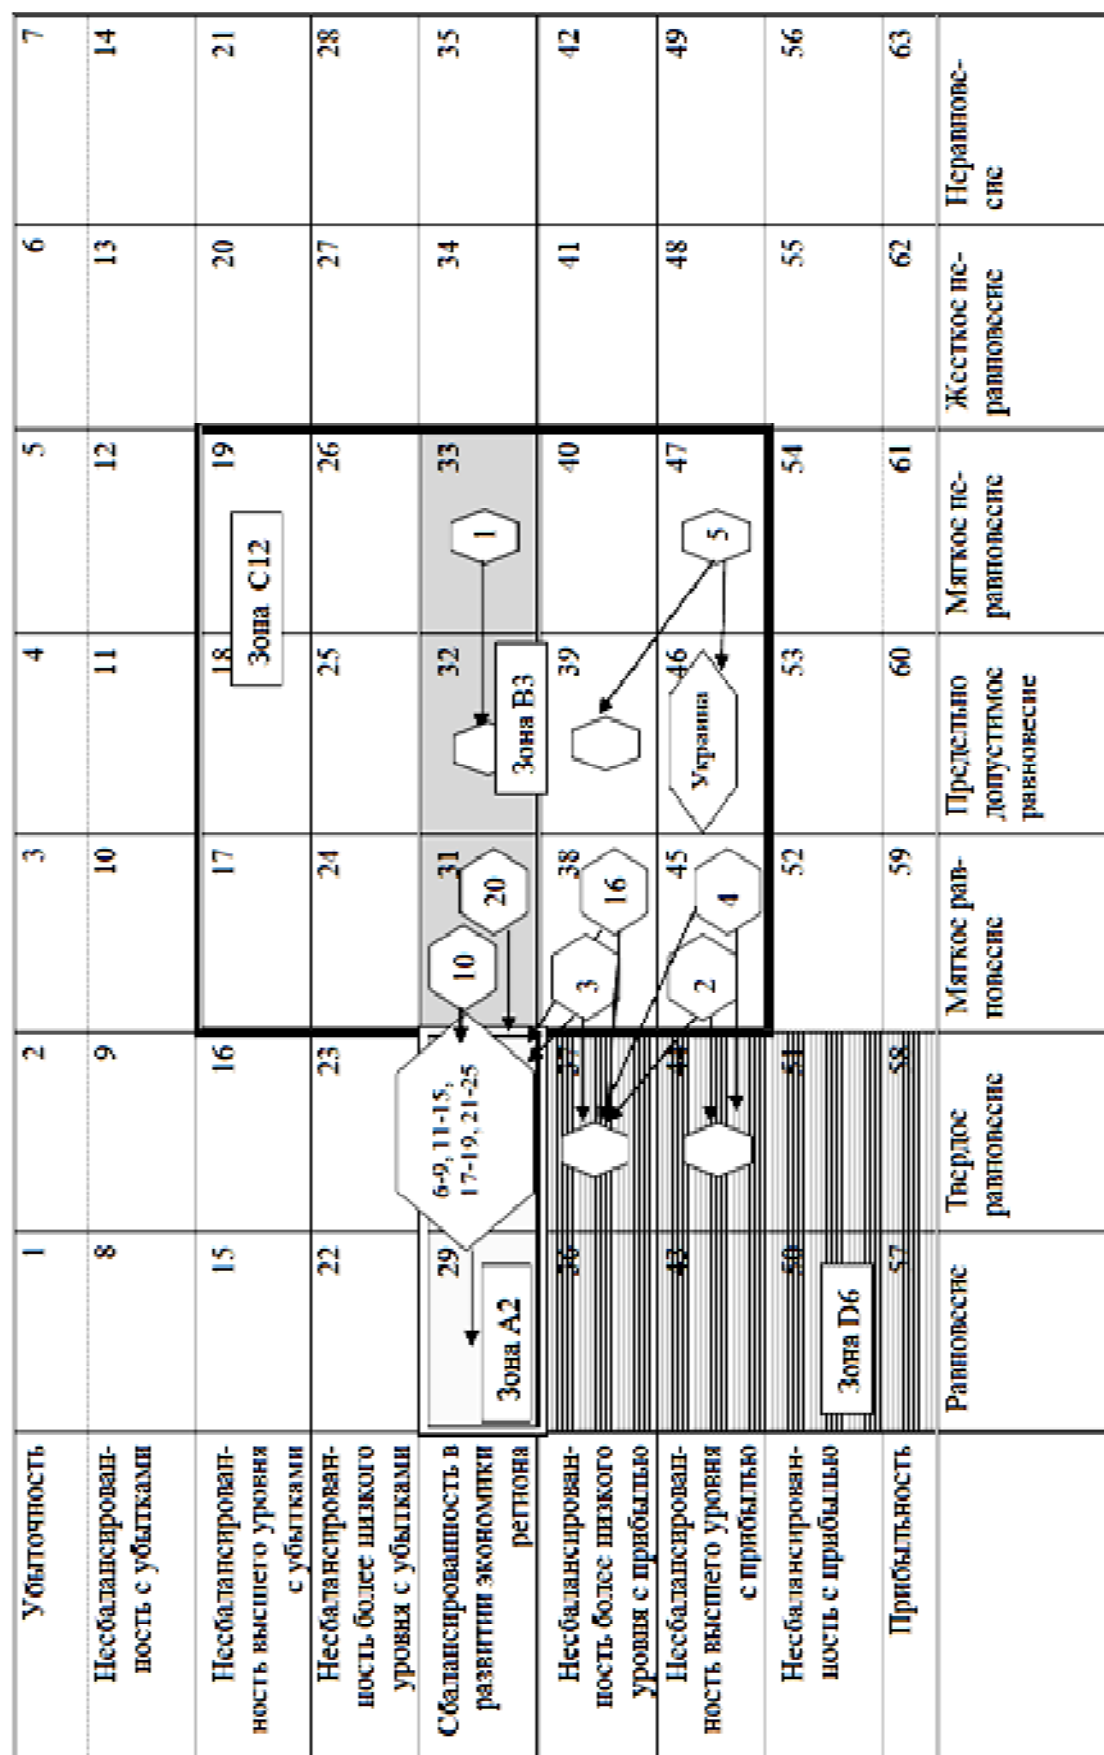 Убыточность 1 2 3 4 5 6 7
Несбалансирован- 8 9 10 11 12 13 14
ность с убытками
Несбалансирован- 15 16 17 18 19 20 21
ность высшего уровня Зона C12
с убытками
Несбалансирован- 22 23 24 25 26 27 28
ность более низкого
уровня с убытками
Сбалансированность в 29 31 32 33 34 35
развитии экономики
региона
6-9, 11-15,
17-19, 21-25
10
20
1
Зона А2
Зона В3
Несбалансирован- 36 37 38 39 40 41 42
ность более низкого
уровня с прибылью
3
16
Несбалансирован- 43 44 45 46 47 48 49
ность высшего уровня
с прибылью
2
4
Украина
5
Несбалансирован- 50 51 52 53 54 55 56
ность с прибылью
Зона D6
Прибыльность 57 58 59 60 61 62 63
Равновесие
Твердое
равновесие
Мягкое рав-
новесие
Предельно
допустимое
равновесие
Мягкое не-
равновесие
Жесткое не-
равновесие
Неравнове-
сие